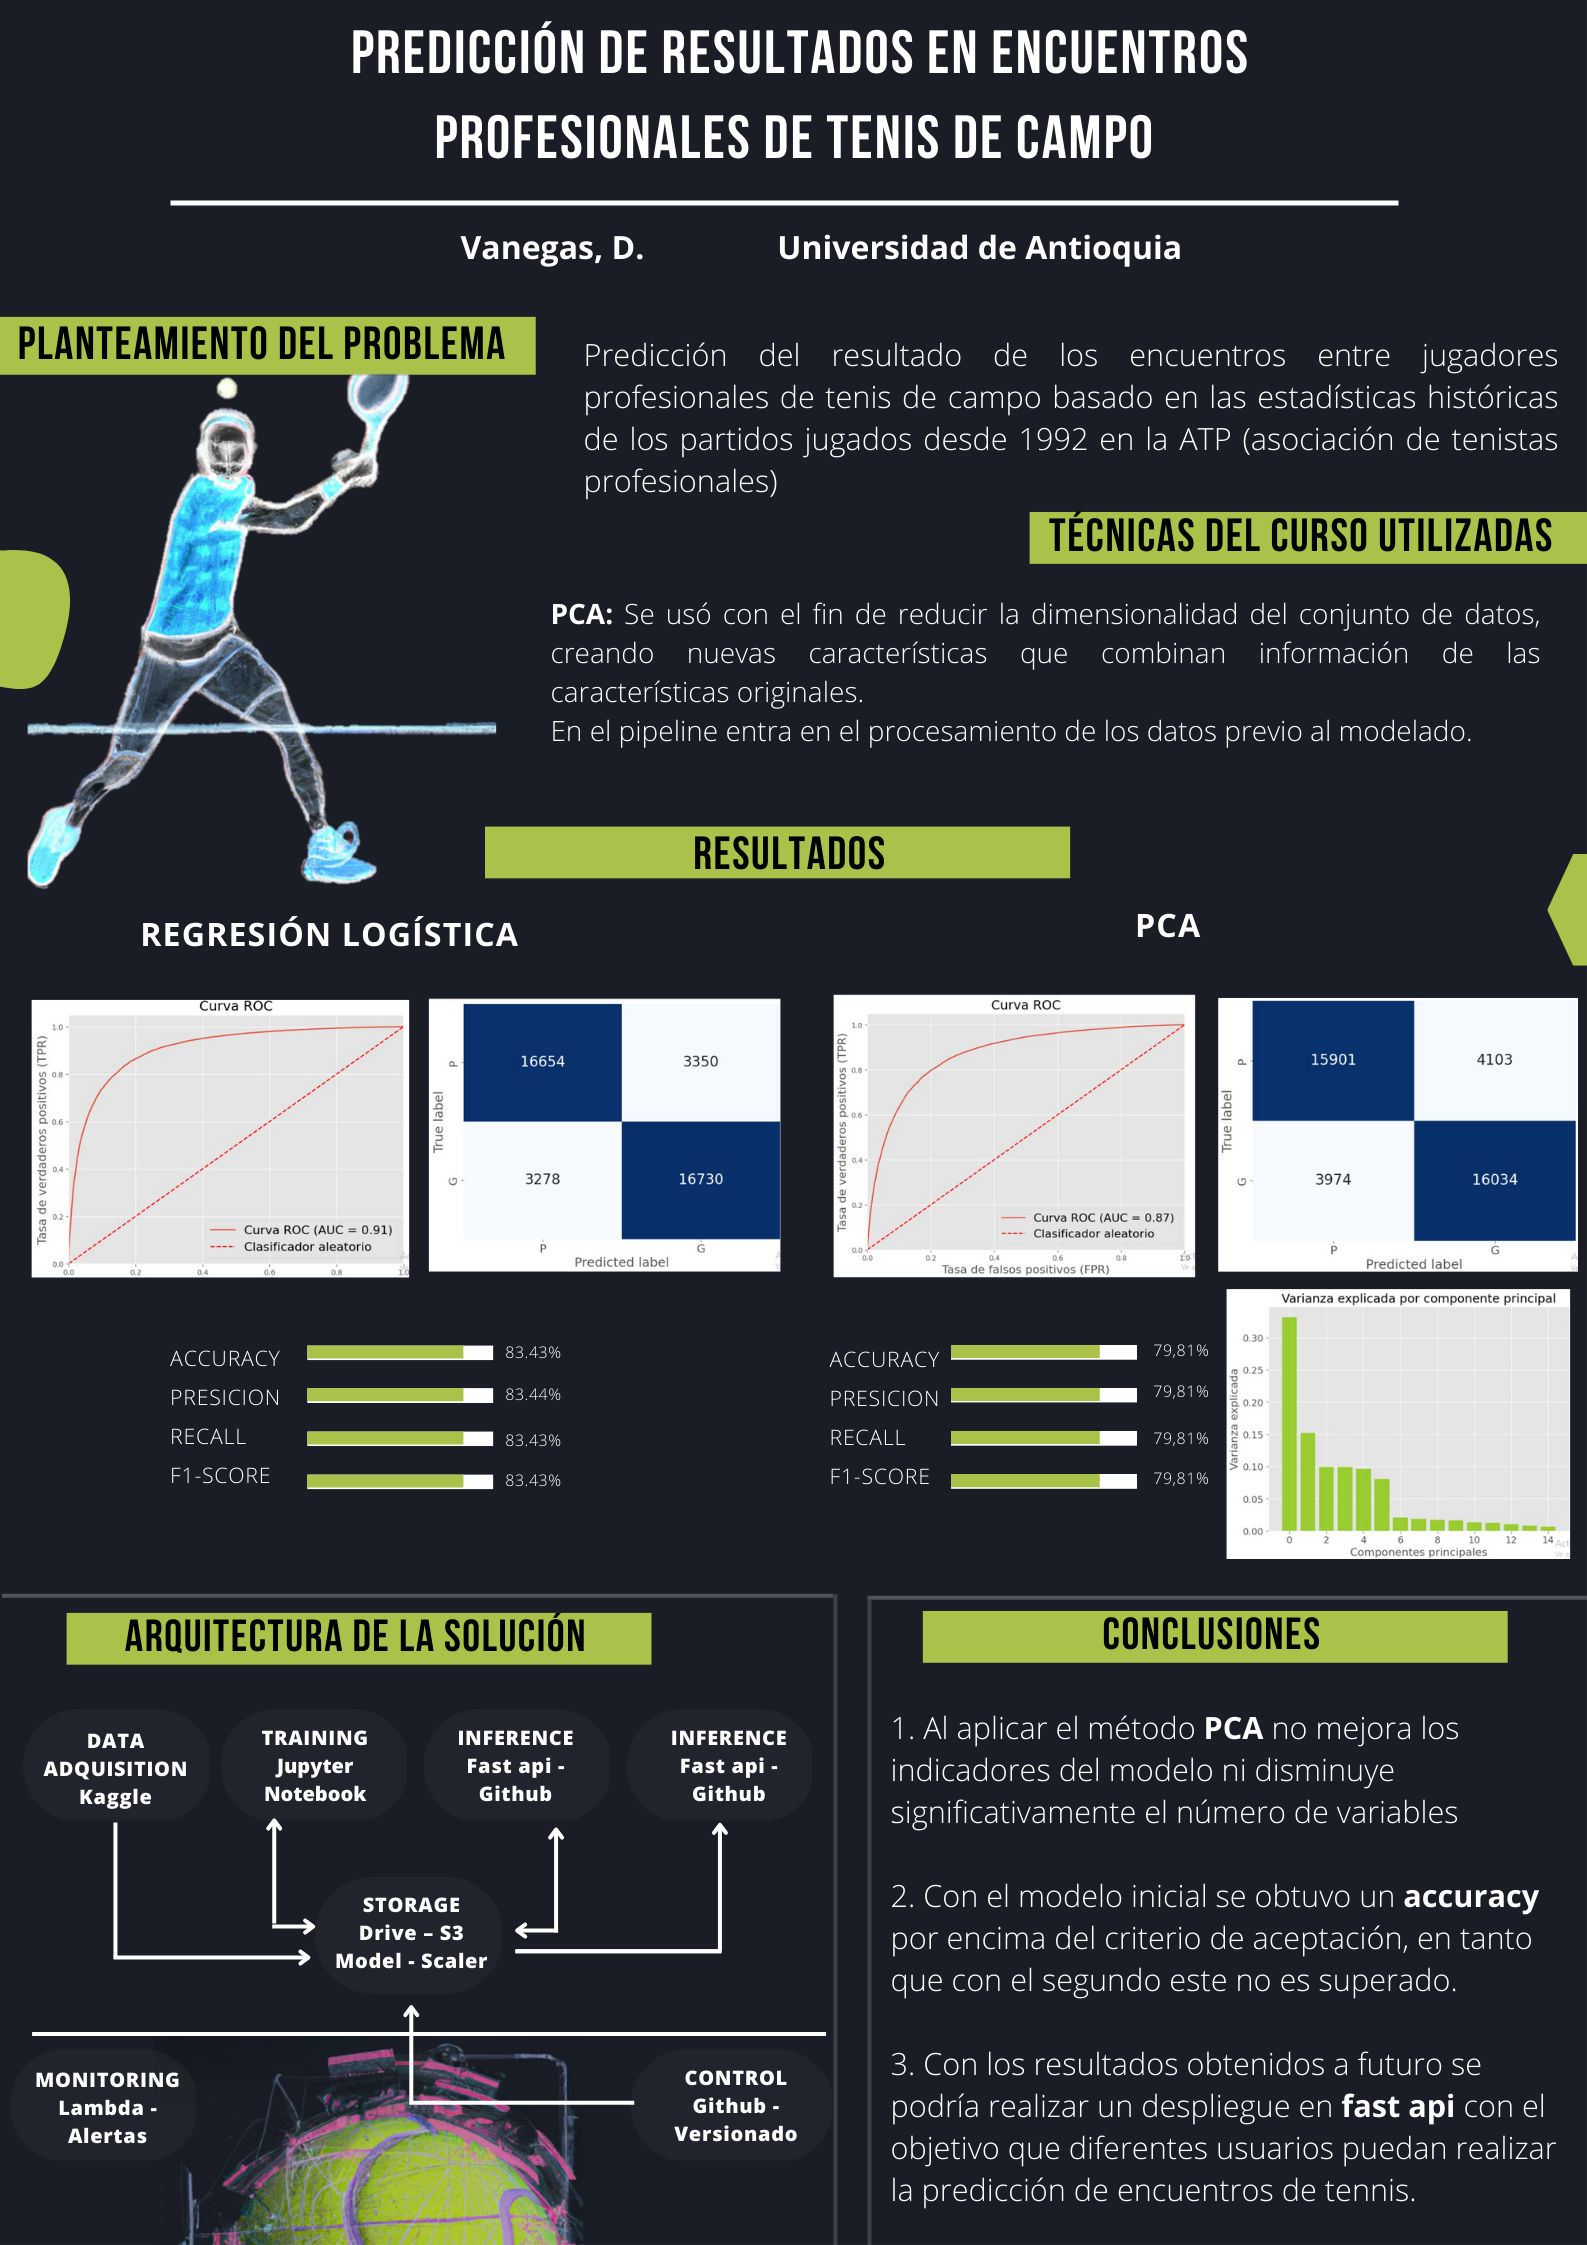 PREDICCIÓN DE RESULTADOS EN ENCUENTROS
PROFESIONALES DE TENIS DE CAMPO
Vanegas, D.
Universidad de Antioquia
PLANTEAMIENTO DEL PROBLEMA
Predicción del resultado de los encuentros entre jugadores
profesionales de tenis de campo basado en las estadísticas históricas
de los partidos jugados desde 1992 en la ATP (asociación de tenistas
profesionales)
TÉCNICAS DEL CURSO UTILIZADAS
PCA: Se usó con el fin de reducir la dimensionalidad del conjunto de datos,
creando nuevas características que combinan información de las
características originales.
En el pipeline entra en el procesamiento de los datos previo al modelado.
RESULTADOS
REGRESIÓN LOGÍSTICA
Curva ROC
Tasa de verdaderos positivos (TPR)
1.0
0.8
0.6
0.4
0.2
0.0
0.0 0.2 0.4 0.6 0.8 1.0
Curva ROC (AUC = 0.91)
Clasificador aleatorio
True label
P
G
16654 3350
3278 16730
P G
Predicted label
ACCURACY 83.43%
PRESICION 83.44%
RECALL 83.43%
F1-SCORE 83.43%
PCA
Curva ROC
Tasa de verdaderos positivos (TPR)
1.0
0.8
0.6
0.4
0.2
0.0
0.0 0.2 0.4 0.6 0.8 1.0
Curva ROC (AUC = 0.87)
Clasificador aleatorio
Tasa de falsos positivos (FPR)
True label
P
G
15901 4103
3974 16034
P G
Predicted label
ACCURACY 79,81%
PRESICION 79,81%
RECALL 79,81%
F1-SCORE 79,81%
Varianza explicada por componente principal
Varianza explicada
0.30
0.25
0.20
0.15
0.10
0.05
0.00
0 2 4 6 8 10 12 14
Componentes principales
ARQUITECTURA DE LA SOLUCIÓN
DATA
ADQUISITION
Kaggle
TRAINING
Jupyter
Notebook
INFERENCE
Fast api -
Github
INFERENCE
Fast api -
Github
STORAGE
Drive – S3
Model - Scaler
MONITORING
Lambda -
Alertas
CONTROL
Github -
Versionado
CONCLUSIONES
1. Al aplicar el método PCA no mejora los
indicadores del modelo ni disminuye
significativamente el número de variables
2. Con el modelo inicial se obtuvo un accuracy
por encima del criterio de aceptación, en tanto
que con el segundo este no es superado.
3. Con los resultados obtenidos a futuro se
podría realizar un despliegue en fast api con el
objetivo que diferentes usuarios puedan realizar
la predicción de encuentros de tennis.